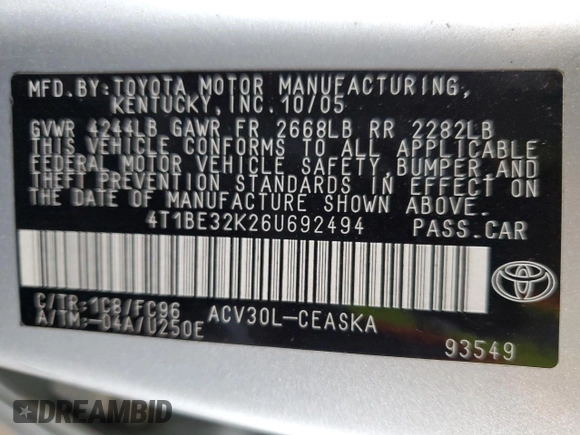 MFD.BY:TOYOTA MOTOR MANUFACTURING,
KENTUCKY,INC.10/05
GVWR 4244LB GAWR FR 2668LB RR 2282LB
THIS VEHICLE CONFORMS TO ALL APPLICABLE
FEDERAL MOTOR VEHICLE SAFETY,BUMPER,AND
THEFT PREVENTION STANDARDS IN EFFECT ON
THE DATE OF MANUFACTURE SHOWN ABOVE.
4T1BE32K26U692494 PASS.CAR
C/TR:1C8/FC96 ACV30L-CEASKA
A/TM:-04A/U250E
93549
DREAMBID